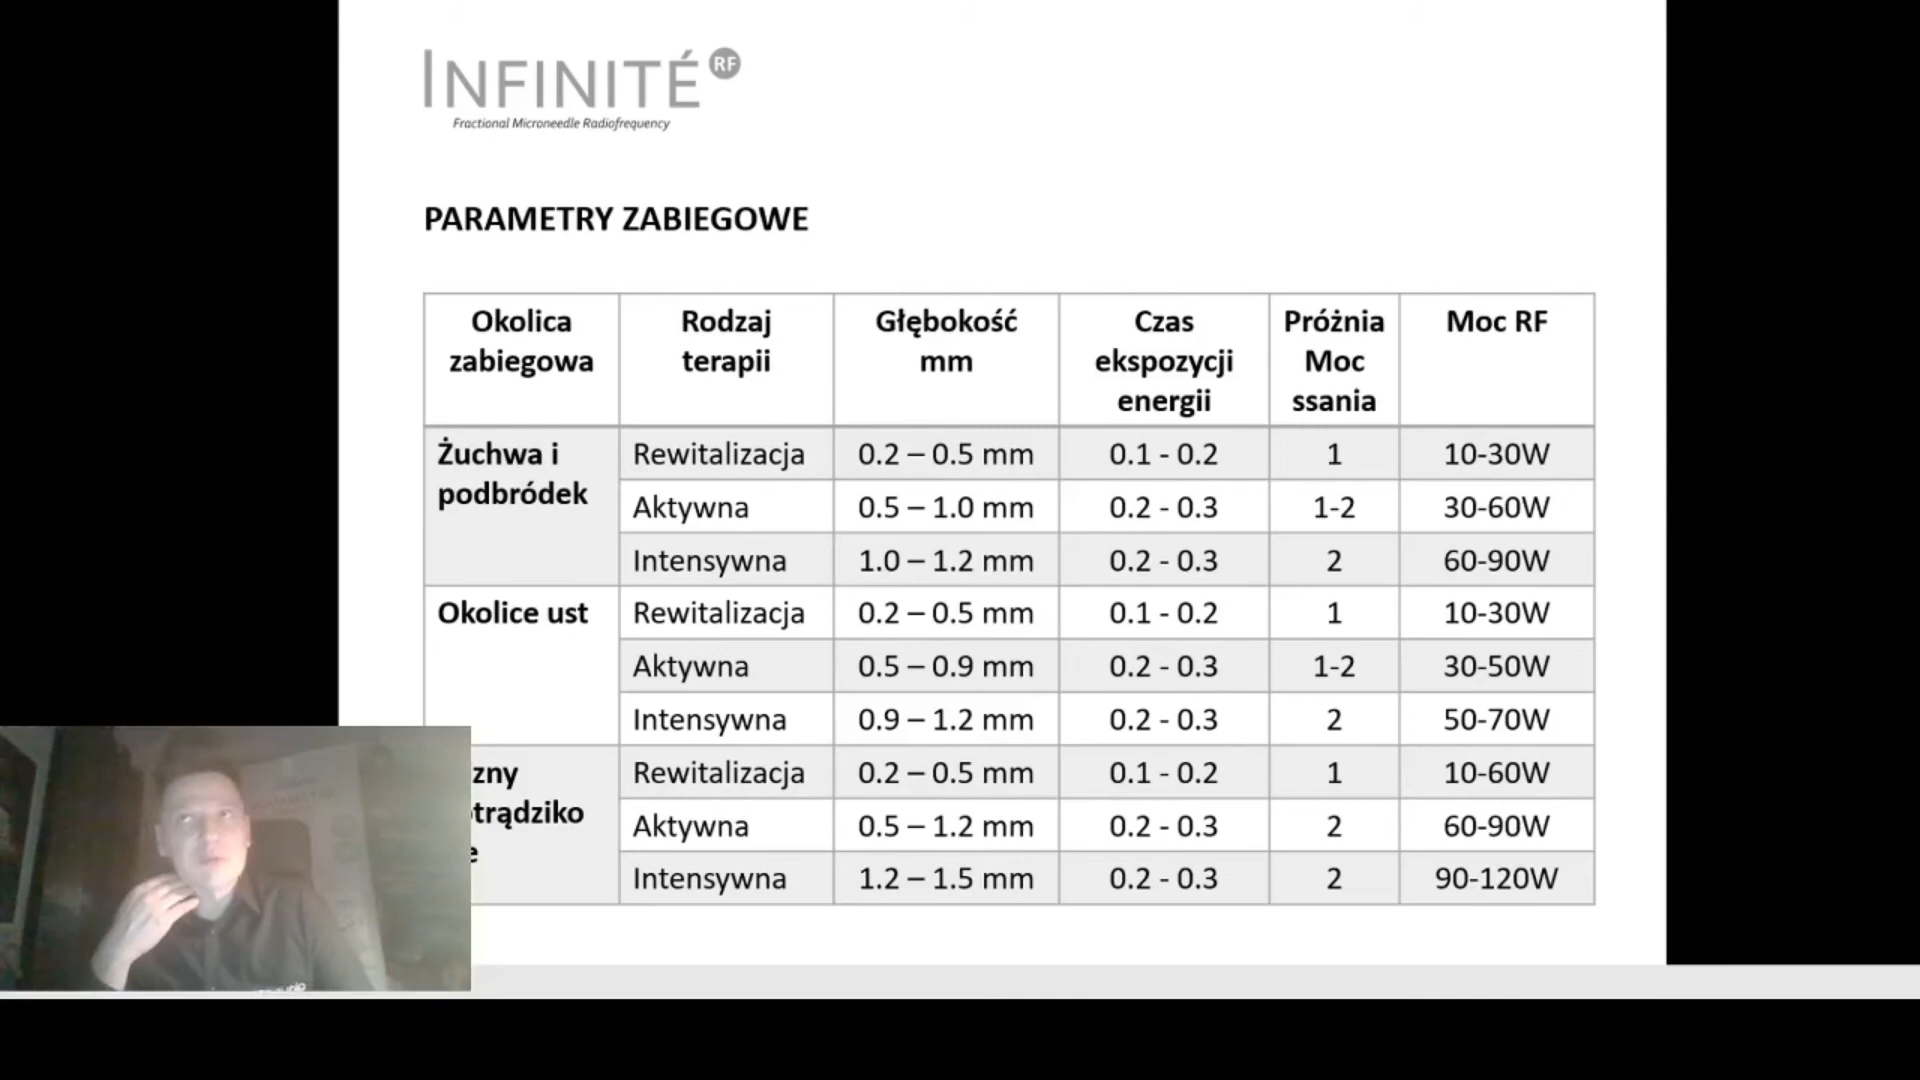 INFINITÉ RF
Fractional Microneedle Radiofrequency
PARAMETRY ZABIEGOWE
Okolica zabiegowa Rodzaj terapii Głębokość mm Czas ekspozycji energii Próżnia Moc ssania Moc RF
Żuchwa i podbródek Rewitalizacja 0.2 – 0.5 mm 0.1 - 0.2 1 10-30W
Aktywna 0.5 – 1.0 mm 0.2 - 0.3 1-2 30-60W
Intensywna 1.0 – 1.2 mm 0.2 - 0.3 2 60-90W
Okolice ust Rewitalizacja 0.2 – 0.5 mm 0.1 - 0.2 1 10-30W
Aktywna 0.5 – 0.9 mm 0.2 - 0.3 1-2 30-50W
Intensywna 0.9 – 1.2 mm 0.2 - 0.3 2 50-70W
Rewitalizacja 0.2 – 0.5 mm 0.1 - 0.2 1 10-60W
Aktywna 0.5 – 1.2 mm 0.2 - 0.3 2 60-90W
Intensywna 1.2 – 1.5 mm 0.2 - 0.3 2 90-120W